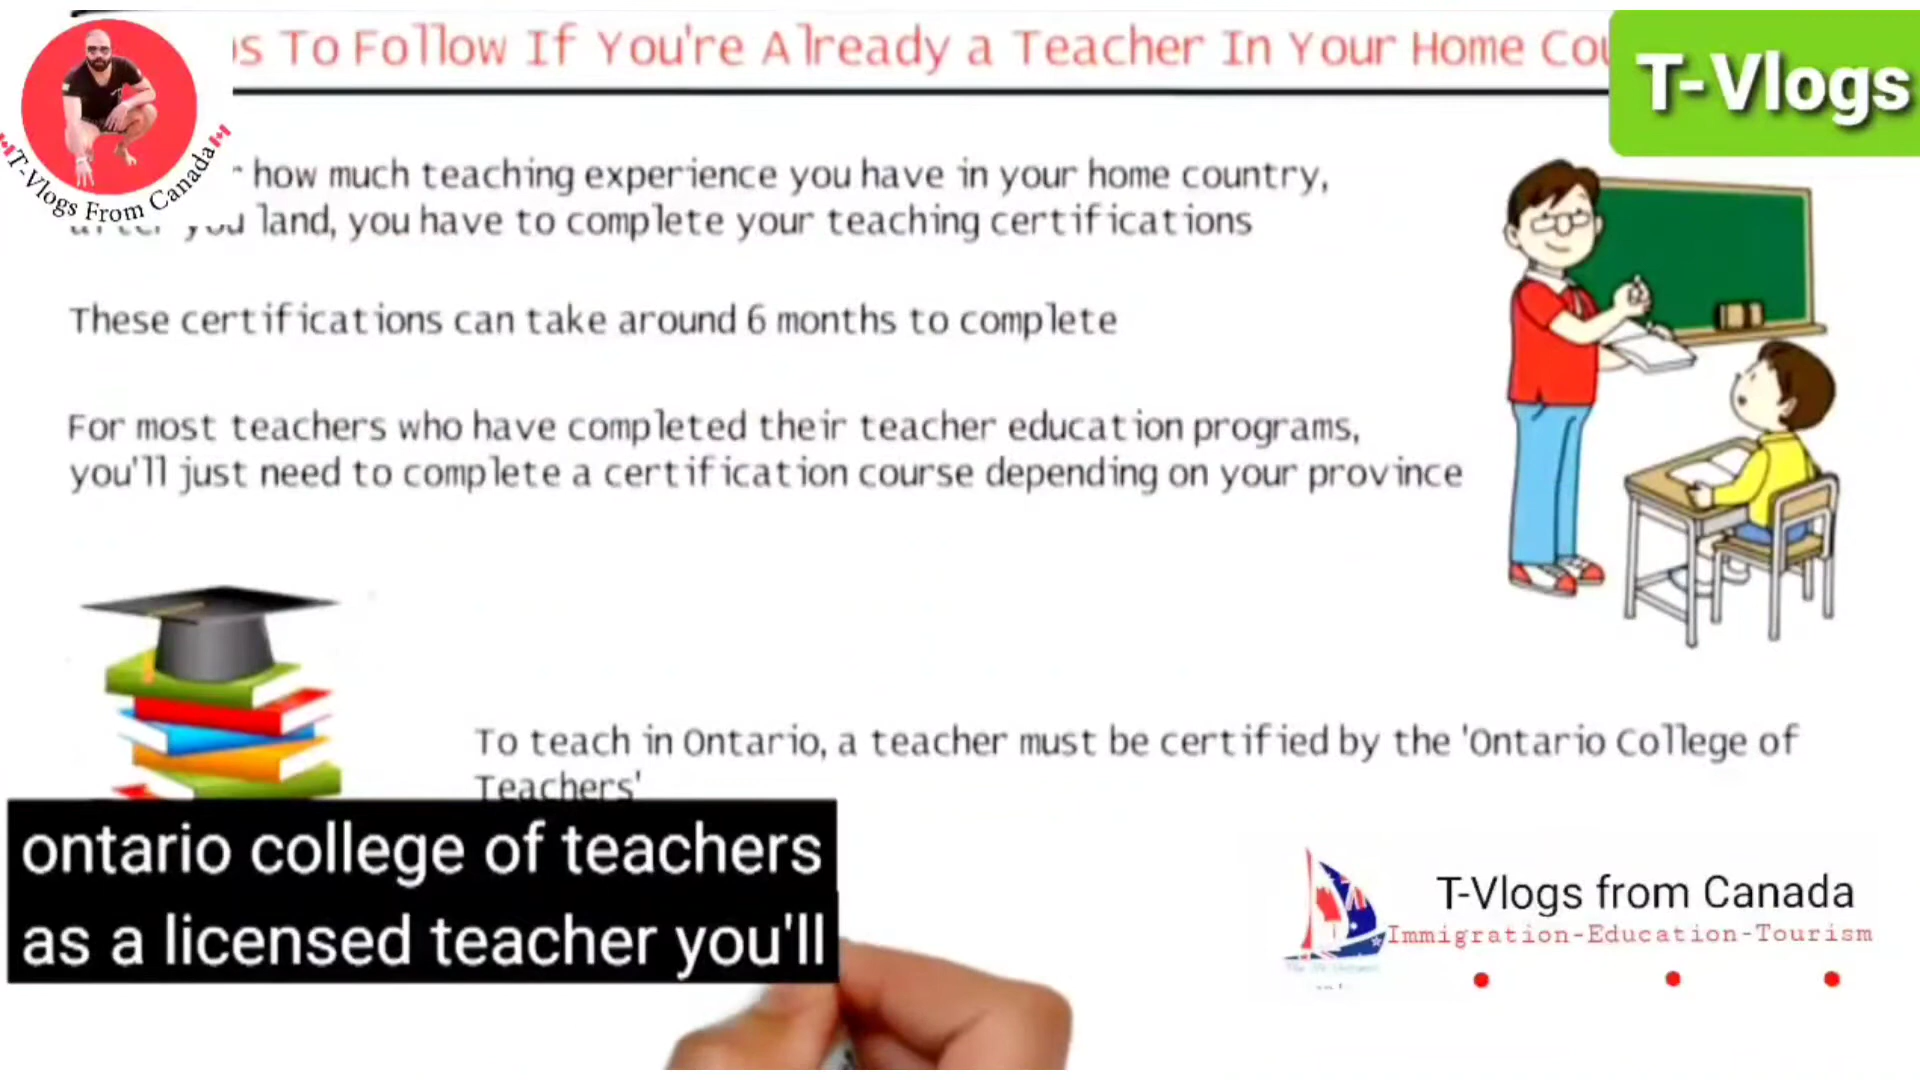 To Follow If You're Already a Teacher In Your Home
T-Vlogs
T-Vlogs From Canada
how much teaching experience you have in your home country,
you land, you have to complete your teaching certifications
These certifications can take around 6 months to complete
For most teachers who have completed their teacher education programs,
you'll just need to complete a certification course depending on your province
To teach in Ontario, a teacher must be certified by the 'Ontario College of
Teachers'
ontario college of teachers
as a licensed teacher you'll
T-Vlogs from Canada
Immigration-Education-Tourism